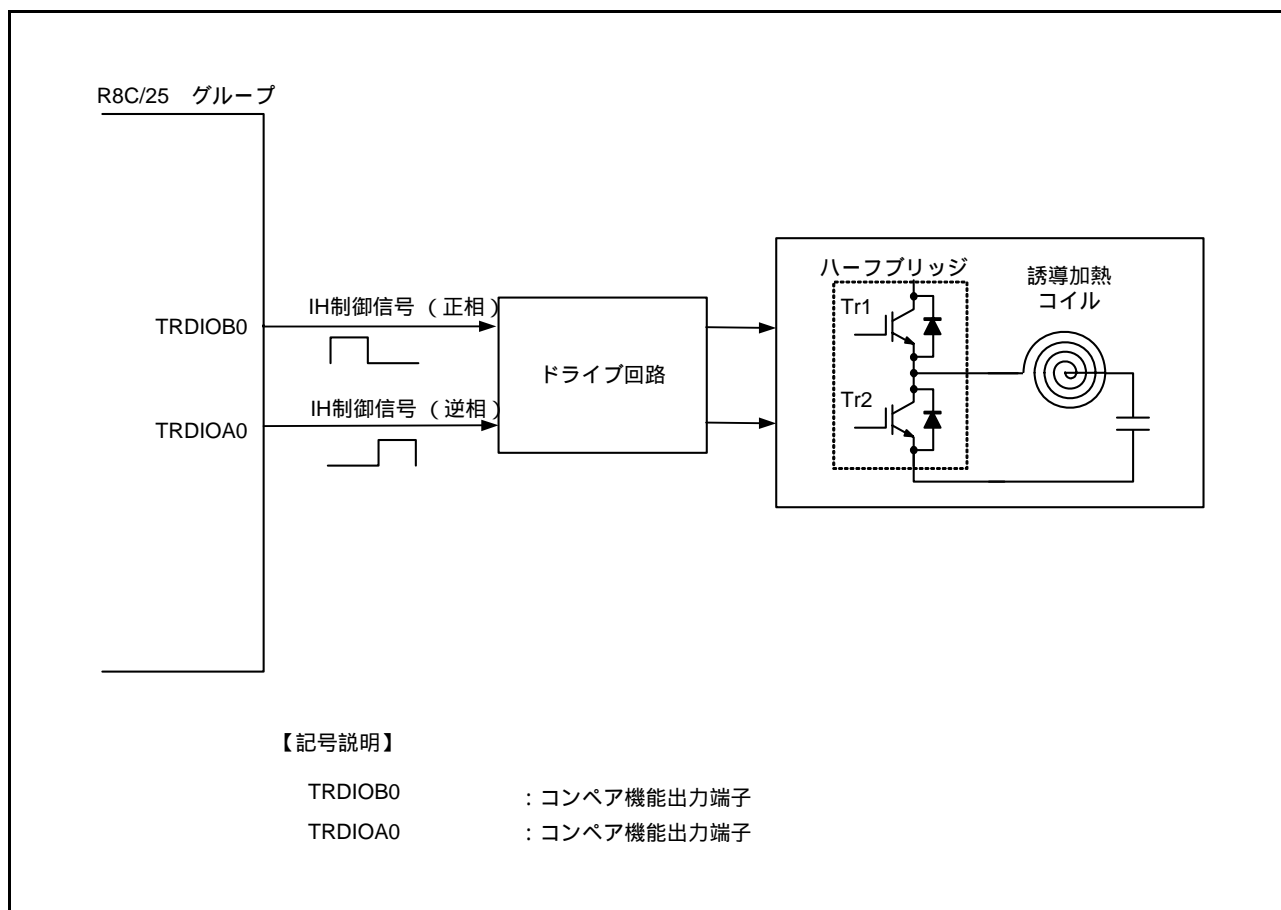 R8C/25　グループ
TRDIOB0
IH制御信号（正相）
TRDIOA0
IH制御信号（逆相）
ドライブ回路
ハーフブリッジ
Tr1
Tr2
誘導加熱
コイル
【記号説明】
TRDIOB0 : コンペア機能出力端子
TRDIOA0 : コンペア機能出力端子